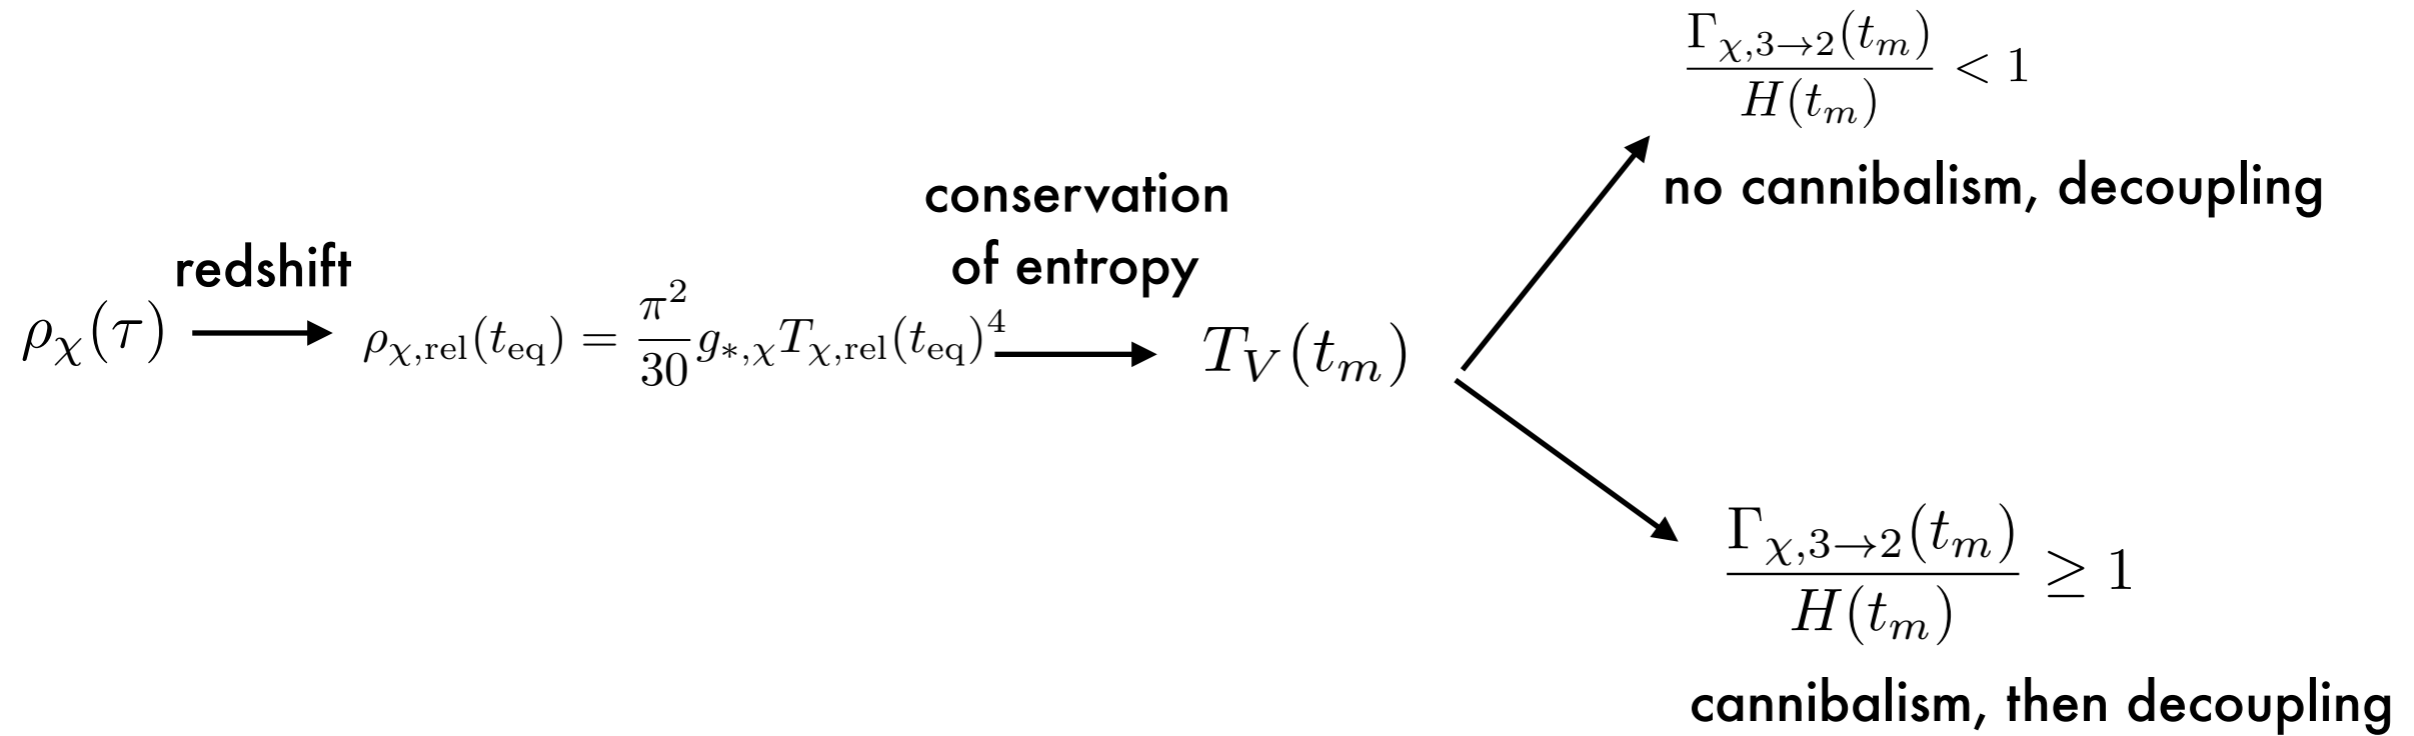 Γ_{χ,3→2}(t_m) / H(t_m) < 1
no cannibalism, decoupling
conservation
of entropy
redshift
ρ_χ(τ) ⟶ ρ_{χ,rel}(t_eq) = π²/30 g_{*,χ} T_{χ,rel}(t_eq)⁴ ⟶ T_V(t_m)
Γ_{χ,3→2}(t_m) / H(t_m) ≥ 1
cannibalism, then decoupling